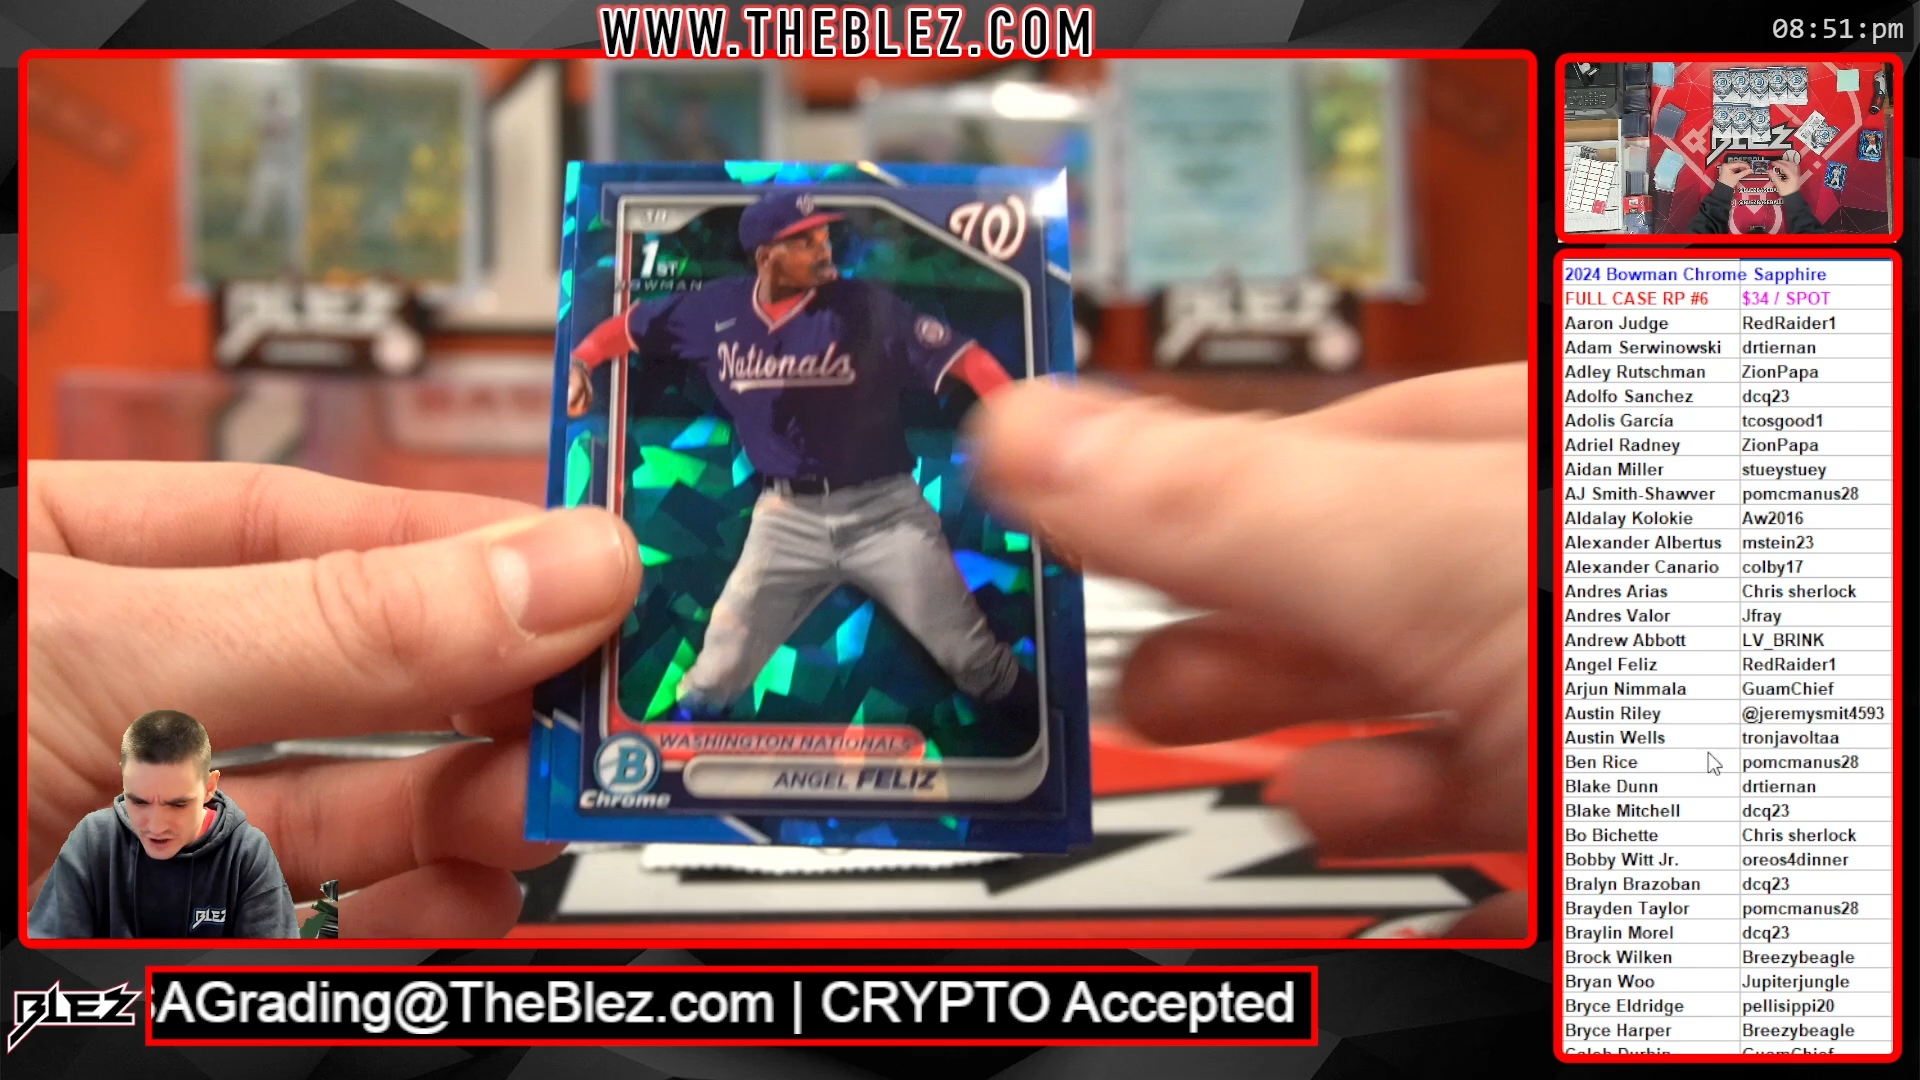 WWW.THEBLEZ.COM
08:51:pm
1ST
BOWMAN
W
Nationals
WASHINGTON NATIONALS
ANGEL FELIZ
B
Chrome
BLEZ
BLEZ
BLEZ
BLEZ
BLEZ
AGrading@TheBlez.com | CRYPTO Accepted
2024 Bowman Chrome Sapphire
FULL CASE RP #6 $34 / SPOT
Aaron Judge RedRaider1
Adam Serwinowski drtiernan
Adley Rutschman ZionPapa
Adolfo Sanchez dcq23
Adolis García tcosgood1
Adriel Radney ZionPapa
Aidan Miller stueystuey
AJ Smith-Shawver pomcmanus28
Aldalay Kolokie Aw2016
Alexander Albertus mstein23
Alexander Canario colby17
Andres Arias Chris sherlock
Andres Valor Jfray
Andrew Abbott LV_BRINK
Angel Feliz RedRaider1
Arjun Nimmala GuamChief
Austin Riley @jeremysmit4593
Austin Wells tronjavoltaa
Ben Rice pomcmanus28
Blake Dunn drtiernan
Blake Mitchell dcq23
Bo Bichette Chris sherlock
Bobby Witt Jr. oreos4dinner
Bralyn Brazoban dcq23
Brayden Taylor pomcmanus28
Braylin Morel dcq23
Brock Wilken Breezybeagle
Bryan Woo Jupiterjungle
Bryce Eldridge pellisippi20
Bryce Harper Breezybeagle